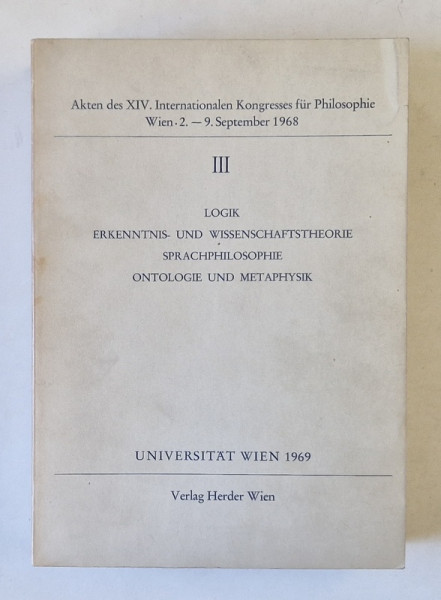 Akten des XIV. Internationalen Kongresses für Philosophie
Wien · 2. — 9. September 1968
III
LOGIK
ERKENNTNIS- UND WISSENSCHAFTSTHEORIE
SPRACHPHILOSOPHIE
ONTOLOGIE UND METAPHYSIK
UNIVERSITÄT WIEN 1969
Verlag Herder Wien